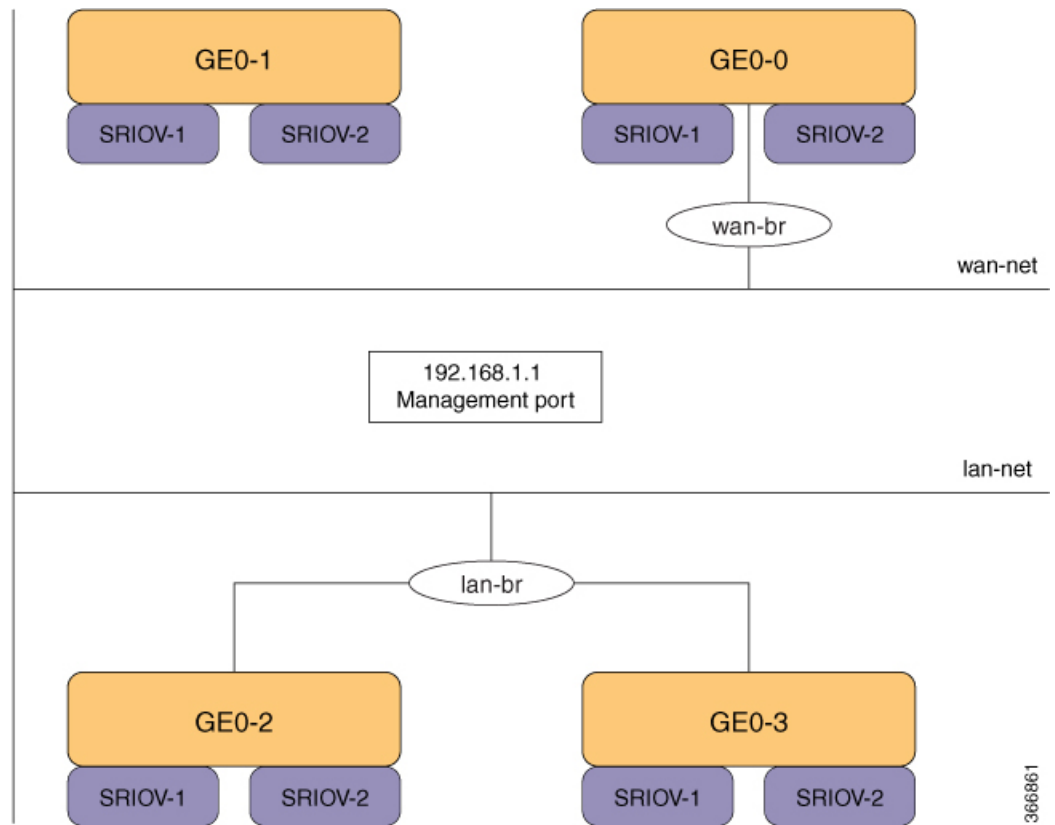 GE0-1
GE0-0
SRIOV-1
SRIOV-2
SRIOV-1
SRIOV-2
wan-br
wan-net
192.168.1.1
Management port
lan-net
lan-br
GE0-2
GE0-3
SRIOV-1
SRIOV-2
SRIOV-1
SRIOV-2
366861